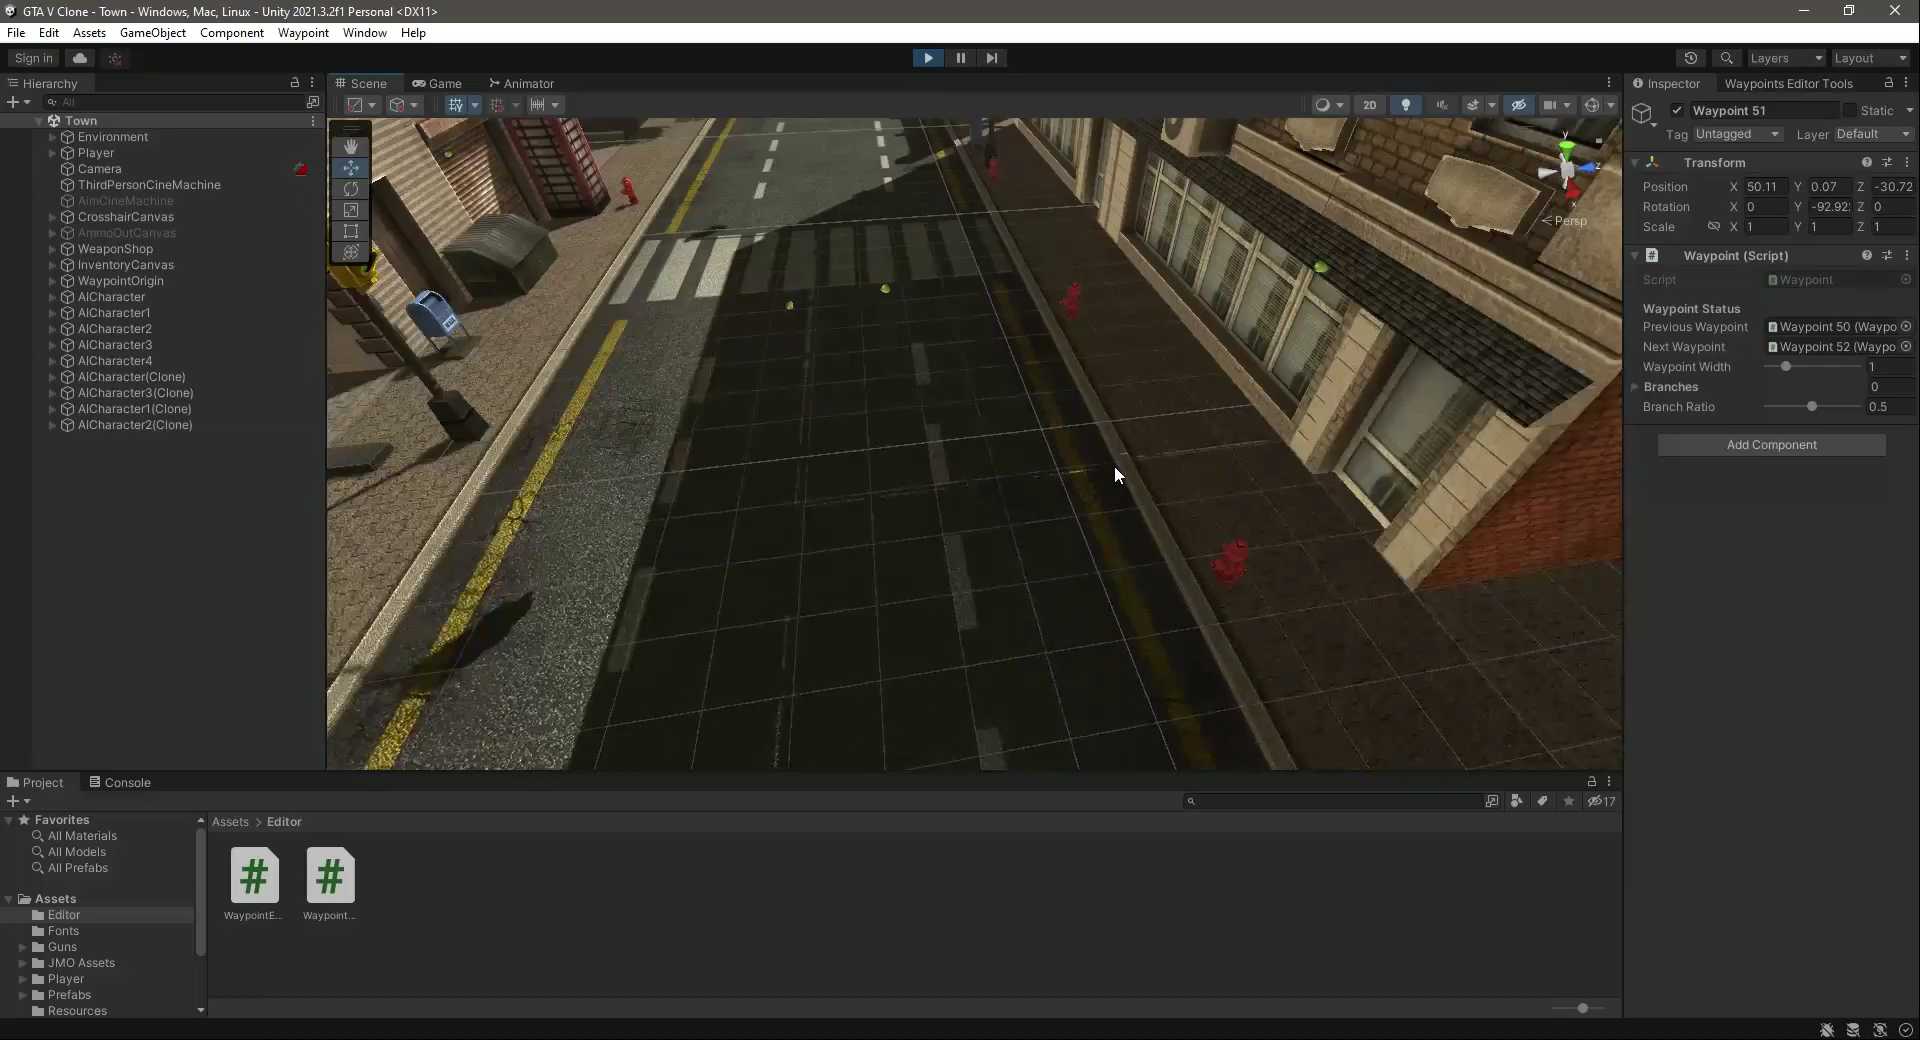 GTA V Clone - Town - Windows, Mac, Linux - Unity 2021.3.2f1 Personal <DX11>
File Edit Assets GameObject Component Waypoint Window Help
Sign in
Layers
Layout
Hierarchy
All
Town
Environment
Player
Camera
ThirdPersonCineMachine
AimCineMachine
CrosshairCanvas
AmmoOutCanvas
WeaponShop
InventoryCanvas
WaypointOrigin
AICharacter
AICharacter1
AICharacter2
AICharacter3
AICharacter4
AICharacter(Clone)
AICharacter3(Clone)
AICharacter1(Clone)
AICharacter2(Clone)
Scene Game Animator
2D
y
z
x
< Persp
Inspector Waypoints Editor Tools
Waypoint 51 Static
Tag Untagged Layer Default
Transform
Position X 50.11 Y 0.07 Z -30.72
Rotation X 0 Y -92.92: Z 0
Scale X 1 Y 1 Z 1
# Waypoint (Script)
Script # Waypoint
Waypoint Status
Previous Waypoint # Waypoint 50 (Waypo
Next Waypoint # Waypoint 52 (Waypo
Waypoint Width 1
Branches 0
Branch Ratio 0.5
Add Component
Project Console
17
Favorites
All Materials
All Models
All Prefabs
Assets
Editor
Fonts
Guns
JMO Assets
Player
Prefabs
Resources
Assets > Editor
# #
WaypointE... Waypoint...